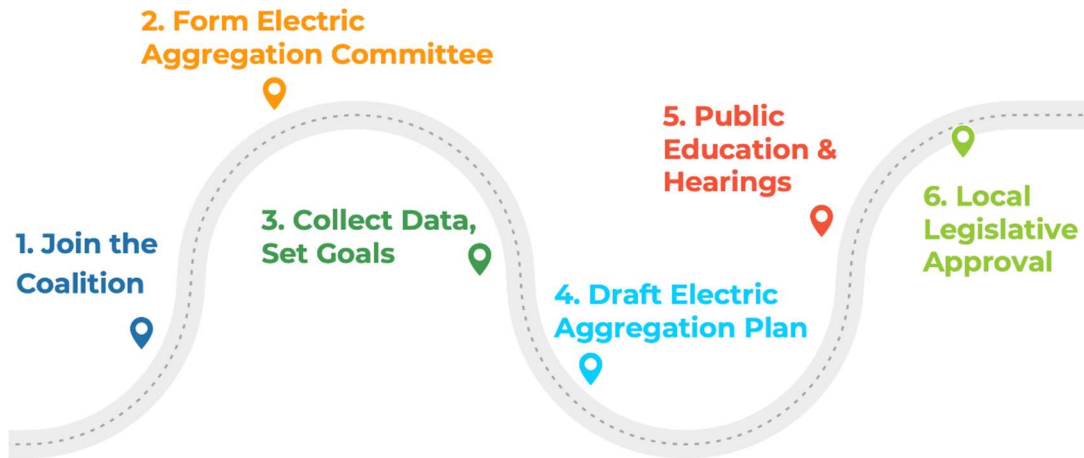 1. Join the
Coalition
2. Form Electric
Aggregation Committee
3. Collect Data,
Set Goals
4. Draft Electric
Aggregation Plan
5. Public
Education &
Hearings
6. Local
Legislative
Approval